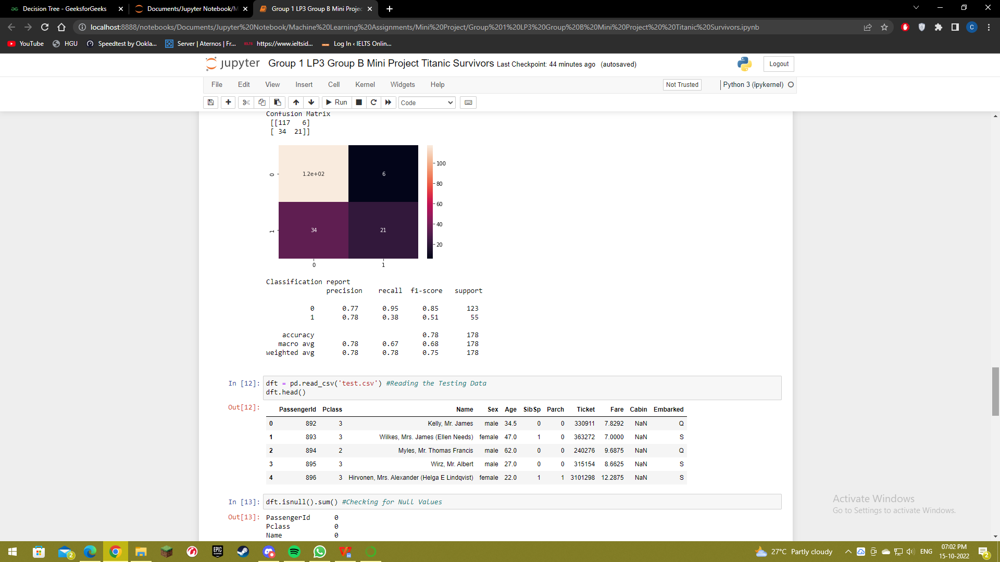 Decision Tree - GeeksforGeeks
Documents/Jupyter Notebook/M
Group 1 LP3 Group B Mini Projec
localhost:8888/notebooks/Documents/Jupyter%20Notebook/Machine%20Learning%20Assignments/Mini%20Project/Group%201%20LP3%20Group%20B%20Mini%20Project%20%20Titanic%20Survivors.ipynb
C
YouTube HGU Speedtest by Ookla... Server | Aternos | Fr... IELTS https://www.ieltsid... Log In ‹ IELTS Onlin...
jupyter Group 1 LP3 Group B Mini Project Titanic Survivors Last Checkpoint: 44 minutes ago (autosaved) Logout
File Edit View Insert Cell Kernel Widgets Help Not Trusted Python 3 (ipykernel)
Run Code
Confusion Matrix
[[117 6]
[ 34 21]]
1.2e+02 6
34 21
0
1
0 1
100
80
60
40
20
Classification report
precision recall f1-score support
0 0.77 0.95 0.85 123
1 0.78 0.38 0.51 55
accuracy 0.78 178
macro avg 0.78 0.67 0.68 178
weighted avg 0.78 0.78 0.75 178
In [12]: dft = pd.read_csv('test.csv') #Reading the Testing Data
dft.head()
Out[12]:
PassengerId Pclass Name Sex Age SibSp Parch Ticket Fare Cabin Embarked
0 892 3 Kelly, Mr. James male 34.5 0 0 330911 7.8292 NaN Q
1 893 3 Wilkes, Mrs. James (Ellen Needs) female 47.0 1 0 363272 7.0000 NaN S
2 894 2 Myles, Mr. Thomas Francis male 62.0 0 0 240276 9.6875 NaN Q
3 895 3 Wirz, Mr. Albert male 27.0 0 0 315154 8.6625 NaN S
4 896 3 Hirvonen, Mrs. Alexander (Helga E Lindqvist) female 22.0 1 1 3101298 12.2875 NaN S
In [13]: dft.isnull().sum() #Checking for Null Values
Out[13]: PassengerId 0
Pclass 0
Name 0
Activate Windows
Go to Settings to activate Windows.
2
EPIC GAMES
27°C Partly cloudy
ENG
07:02 PM
15-10-2022
2